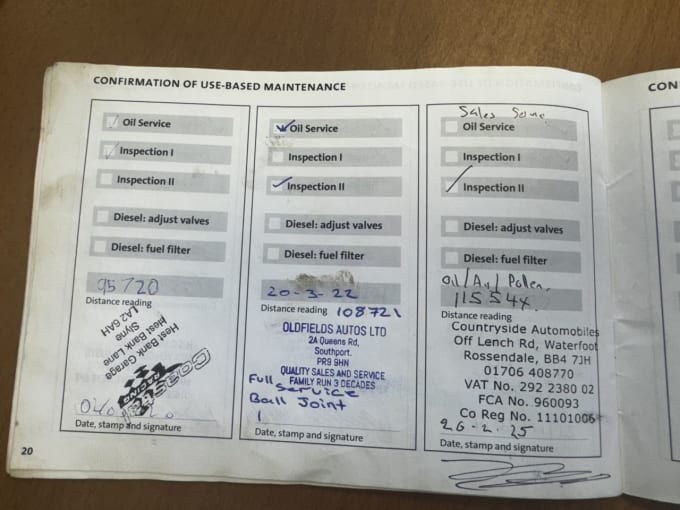 CONFIRMATION OF USE-BASED MAINTENANCE
Oil Service
Inspection I
Inspection II
Diesel: adjust valves
Diesel: fuel filter
95720
Distance reading
Hest Bank Garage
Hest Bank Lane
Slyne
LA2 6AH
Date, stamp and signature
20
Oil Service
Inspection I
Inspection II
Diesel: adjust valves
Diesel: fuel filter
20-3-22
Distance reading 108721
OLDFIELDS AUTOS LTD
2A Queens Rd,
Southport.
PR9 9HN
QUALITY SALES AND SERVICE
FAMILY RUN 3 DECADES
Full Service
Ball Joint
Date, stamp and signature
Sales
Oil Service
Inspection I
Inspection II
Diesel: adjust valves
Diesel: fuel filter
Oil/Air/Pollen.
Distance reading
Countryside Automobiles
Off Lench Rd, Waterfoot
Rossendale, BB4 7JH
01706 408770
VAT No. 292 2380 02
FCA No. 960093
Co Reg No. 11101006
26-2-25
Date, stamp and signature
CON